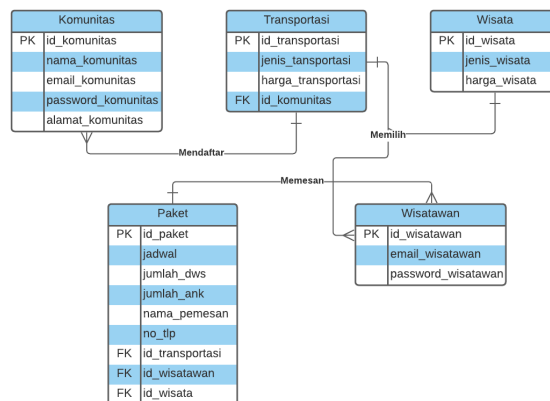 Komunitas
PK id_komunitas
nama_komunitas
email_komunitas
password_komunitas
alamat_komunitas
Transportasi
PK id_transportasi
jenis_tansportasi
harga_transportasi
FK id_komunitas
Wisata
PK id_wisata
jenis_wisata
harga_wisata
Memilih
Mendaftar
Memesan
Paket
PK id_paket
jadwal
jumlah_dws
jumlah_ank
nama_pemesan
no_tlp
FK id_transportasi
FK id_wisatawan
FK id_wisata
Wisatawan
PK id_wisatawan
email_wisatawan
password_wisatawan